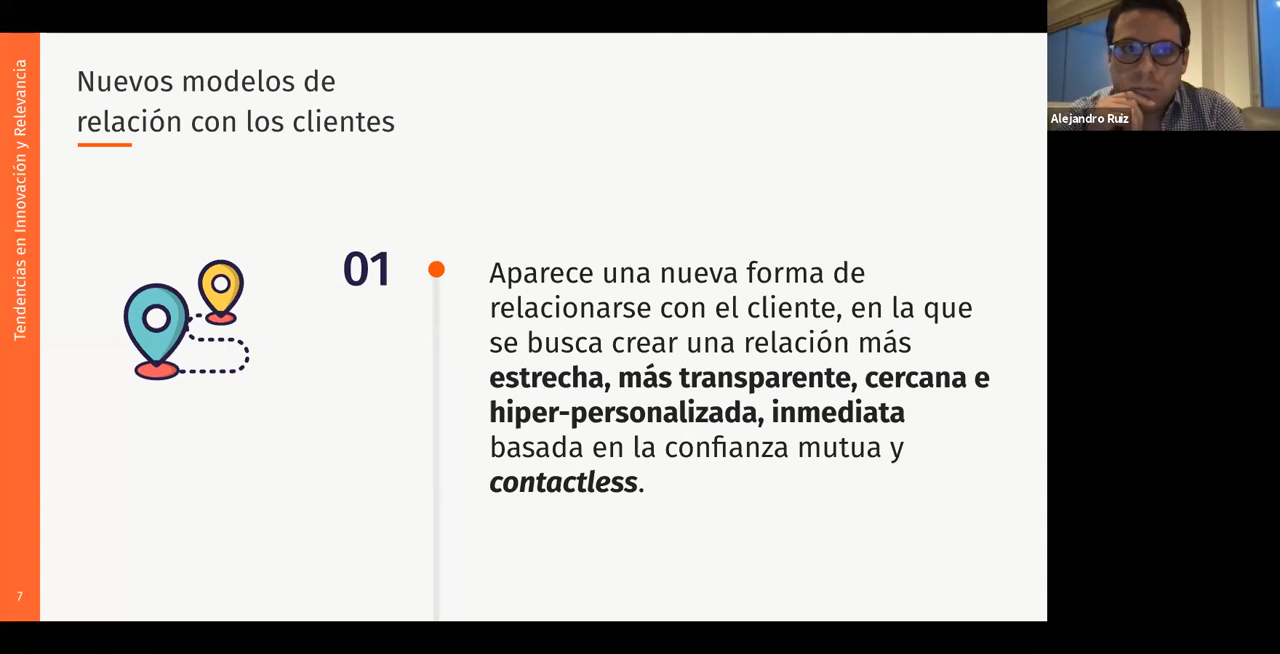 Tendencias en Innovación y Relevancia
Nuevos modelos de
relación con los clientes
01
Aparece una nueva forma de
relacionarse con el cliente, en la que
se busca crear una relación más
estrecha, más transparente, cercana e
hiper-personalizada, inmediata
basada en la confianza mutua y
contactless.
7
Alejandro Ruiz